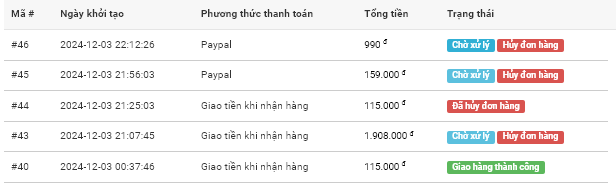 Mã # Ngày khởi tạo Phương thức thanh toán Tổng tiền Trạng thái
#46 2024-12-03 22:12:26 Paypal 990 đ Chờ xử lý Hủy đơn hàng
#45 2024-12-03 21:56:03 Paypal 159.000 đ Chờ xử lý Hủy đơn hàng
#44 2024-12-03 21:25:03 Giao tiền khi nhận hàng 115.000 đ Đã hủy đơn hàng
#43 2024-12-03 21:07:45 Giao tiền khi nhận hàng 1.908.000 đ Chờ xử lý Hủy đơn hàng
#40 2024-12-03 00:37:46 Giao tiền khi nhận hàng 115.000 đ Giao hàng thành công